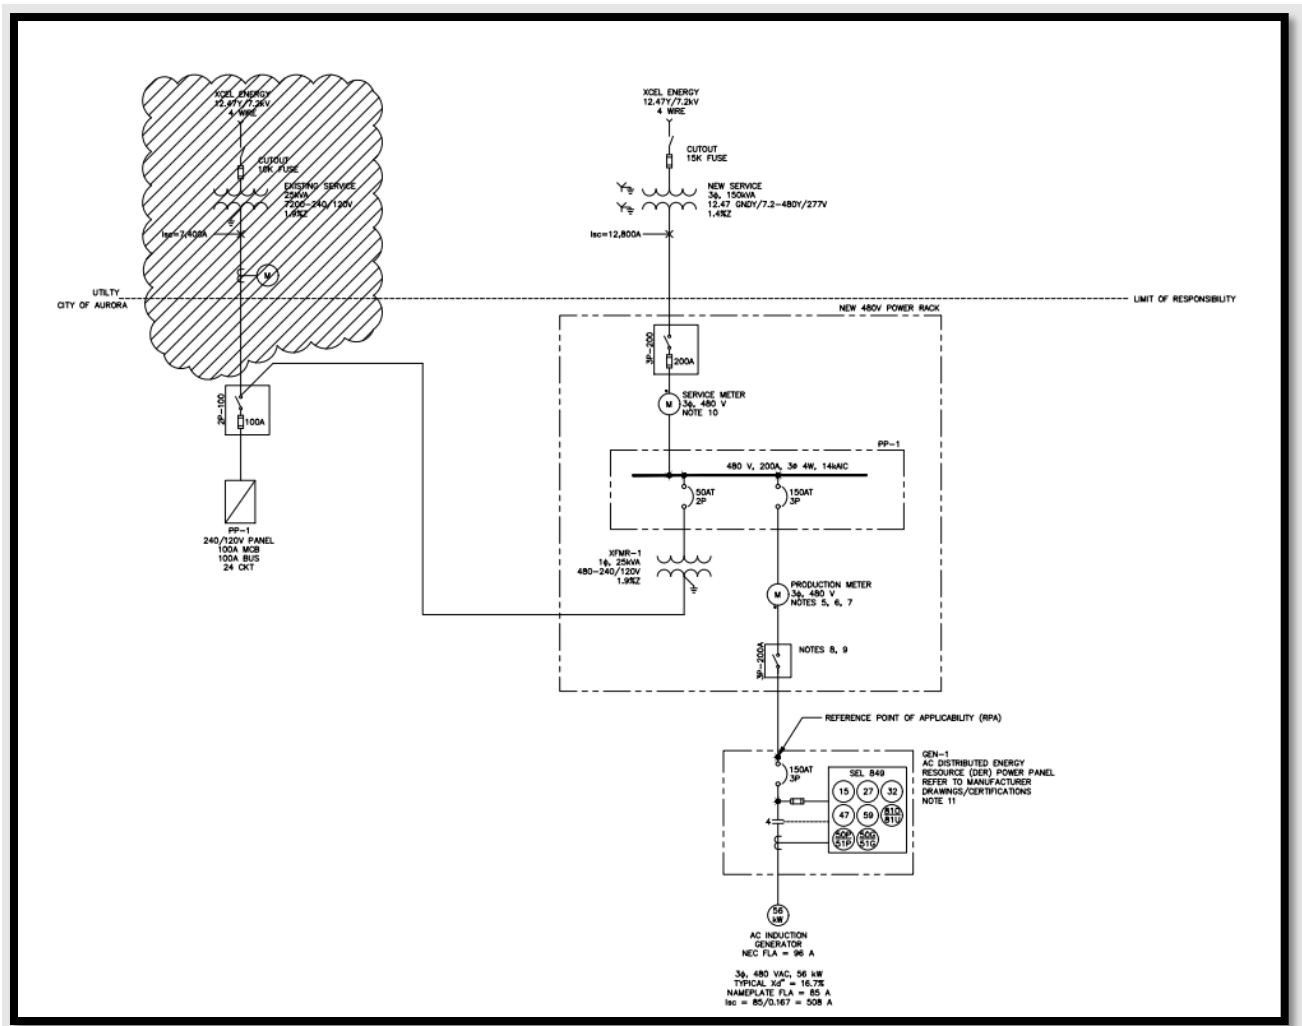 XCEL ENERGY
12.47Y/7.2kV
4 WIRE
CUTOUT
10K FUSE
EXISTING SERVICE
25kVA
7200-240/120V
1.9%Z
Isc=7,400A
M
UTILTY
CITY OF AURORA
2P-100
100A
PP-1
240/120V PANEL
100A MCB
100A BUS
24 CKT
XCEL ENERGY
12.47Y/7.2kV
4 WIRE
CUTOUT
15K FUSE
NEW SERVICE
3ϕ, 150kVA
12.47 GNDY/7.2-480Y/277V
1.4%Z
Isc=12,800A
LIMIT OF RESPONSIBILITY
NEW 480V POWER RACK
3P-200
200A
M
SERVICE METER
3ϕ, 480 V
NOTE 10
PP-1
480 V, 200A, 3ϕ 4W, 14kAIC
50AT
2P
150AT
3P
XFMR-1
1ϕ, 25kVA
480-240/120V
1.9%Z
M
PRODUCTION METER
3ϕ, 480 V
NOTES 5, 6, 7
3P-200A
NOTES 8, 9
REFERENCE POINT OF APPLICABILITY (RPA)
GEN-1
AC DISTRIBUTED ENERGY
RESOURCE (DER) POWER PANEL
REFER TO MANUFACTURER
DRAWINGS/CERTIFICATIONS
NOTE 11
150AT
3P
SEL 849
15 27 32
47 59 81O
81U
50P 50G
51P 51G
4
56
kW
AC INDUCTION
GENERATOR
NEC FLA = 96 A
3ϕ, 480 VAC, 56 kW
TYPICAL Xd" = 16.7%
NAMEPLATE FLA = 85 A
Isc = 85/0.167 = 508 A